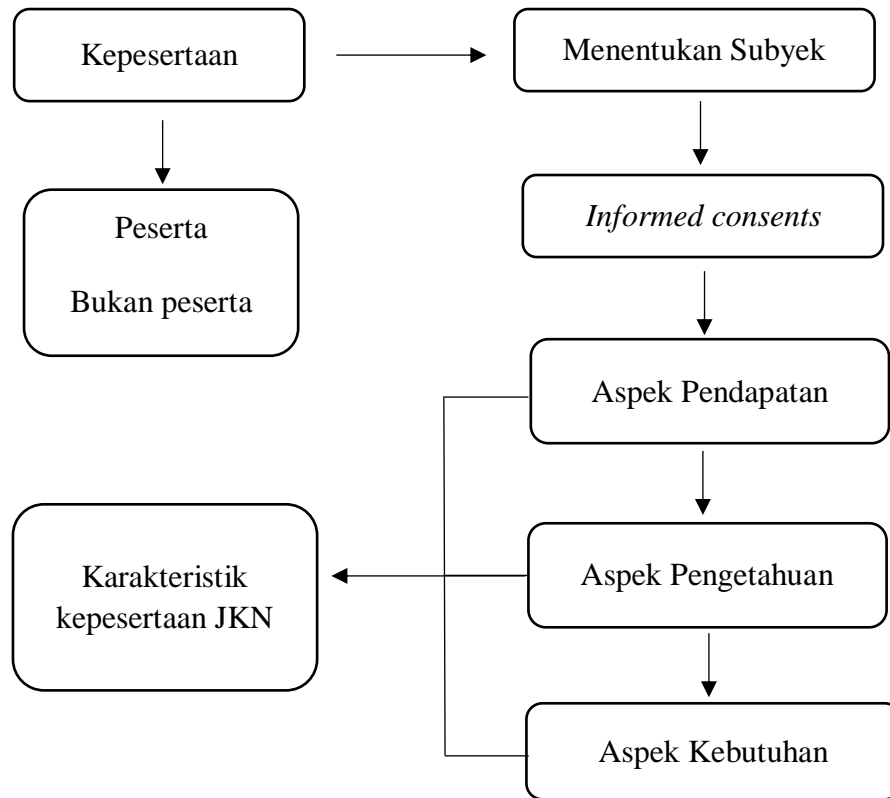 Kepesertaan
Menentukan Subyek
Peserta
Bukan peserta
Informed consents
Aspek Pendapatan
Karakteristik
kepesertaan JKN
Aspek Pengetahuan
Aspek Kebutuhan